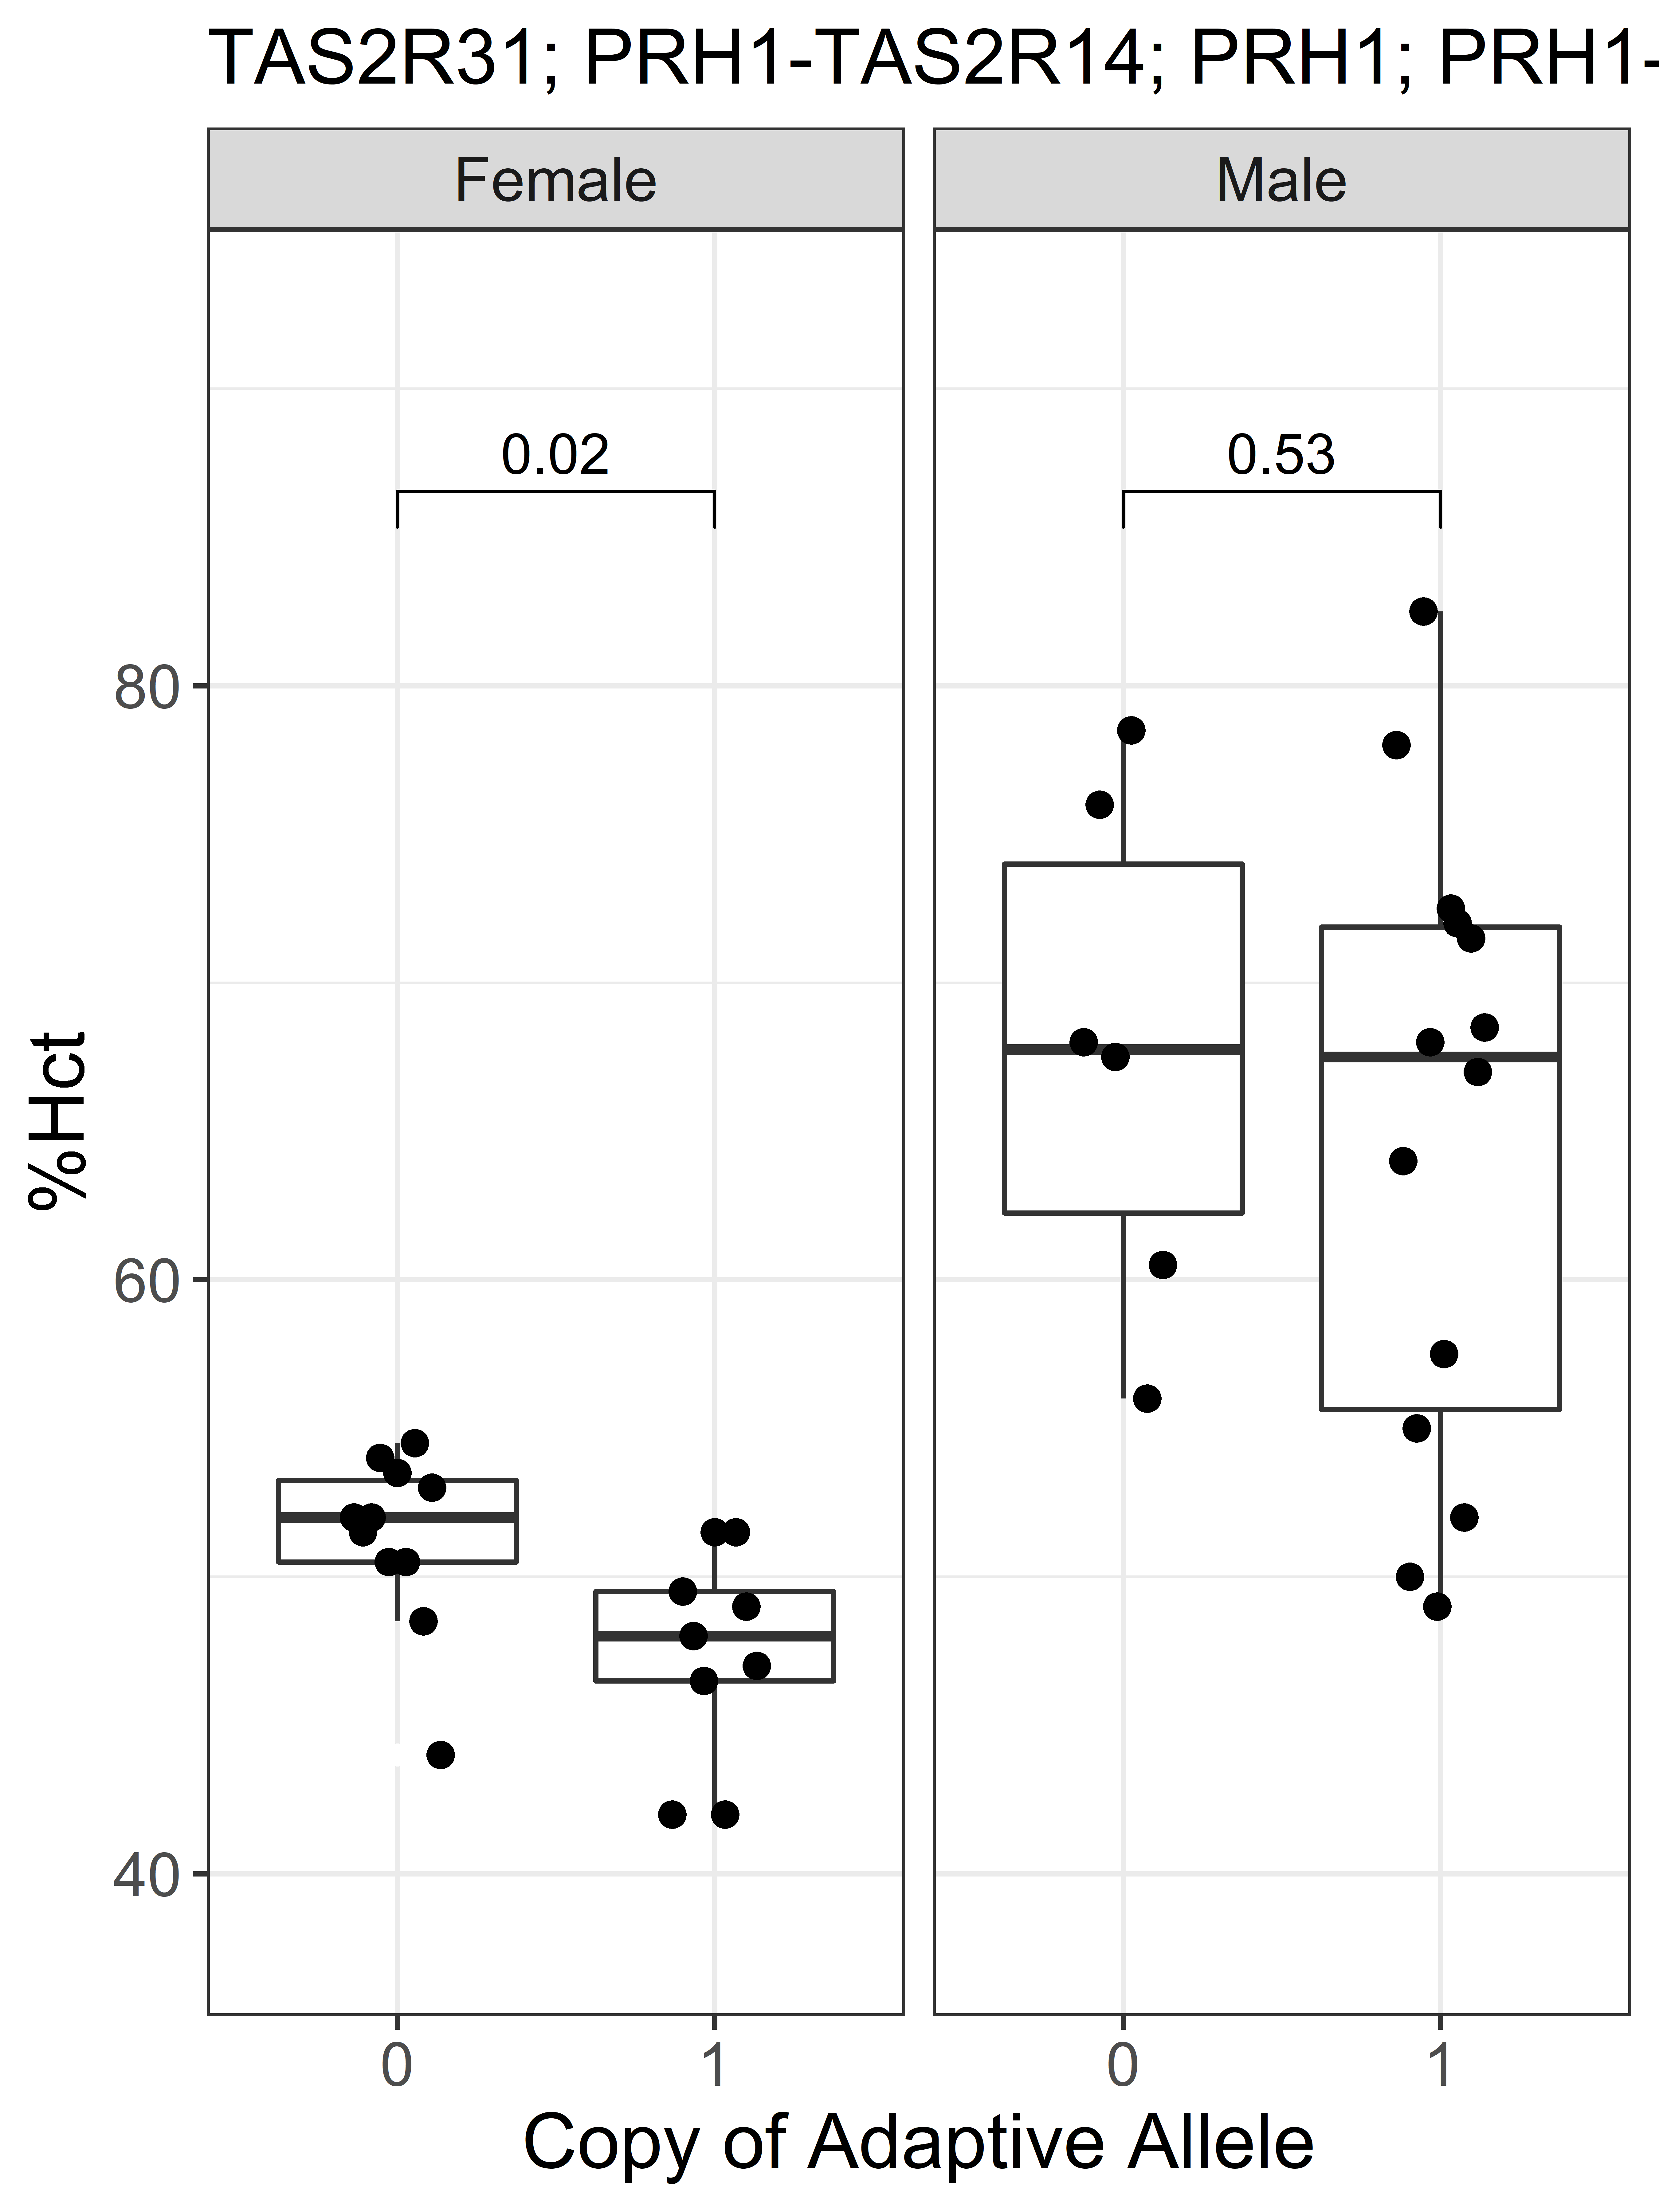 TAS2R31; PRH1-TAS2R14; PRH1; PRH1-
Female
Male
0.02
0.53
80
60
40
%Hct
0
1
0
1
Copy of Adaptive Allele